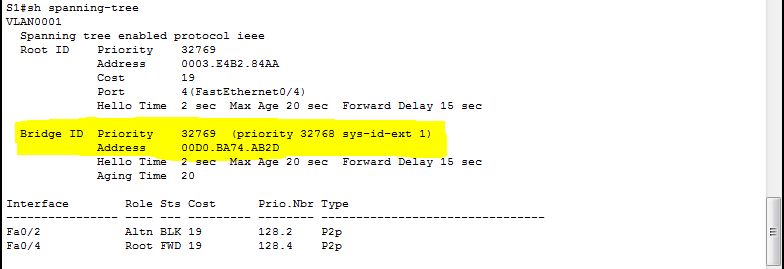 S1#sh spanning-tree
VLAN0001
  Spanning tree enabled protocol ieee
  Root ID    Priority    32769
             Address     0003.E4B2.84AA
             Cost        19
             Port        4(FastEthernet0/4)
             Hello Time  2 sec  Max Age 20 sec  Forward Delay 15 sec
  Bridge ID  Priority    32769  (priority 32768 sys-id-ext 1)
             Address     00D0.BA74.AB2D
             Hello Time  2 sec  Max Age 20 sec  Forward Delay 15 sec
             Aging Time  20
Interface        Role Sts Cost      Prio.Nbr Type
---------------- ---- --- --------- -------- --------------------------------
Fa0/2            Altn BLK 19        128.2    P2p
Fa0/4            Root FWD 19        128.4    P2p